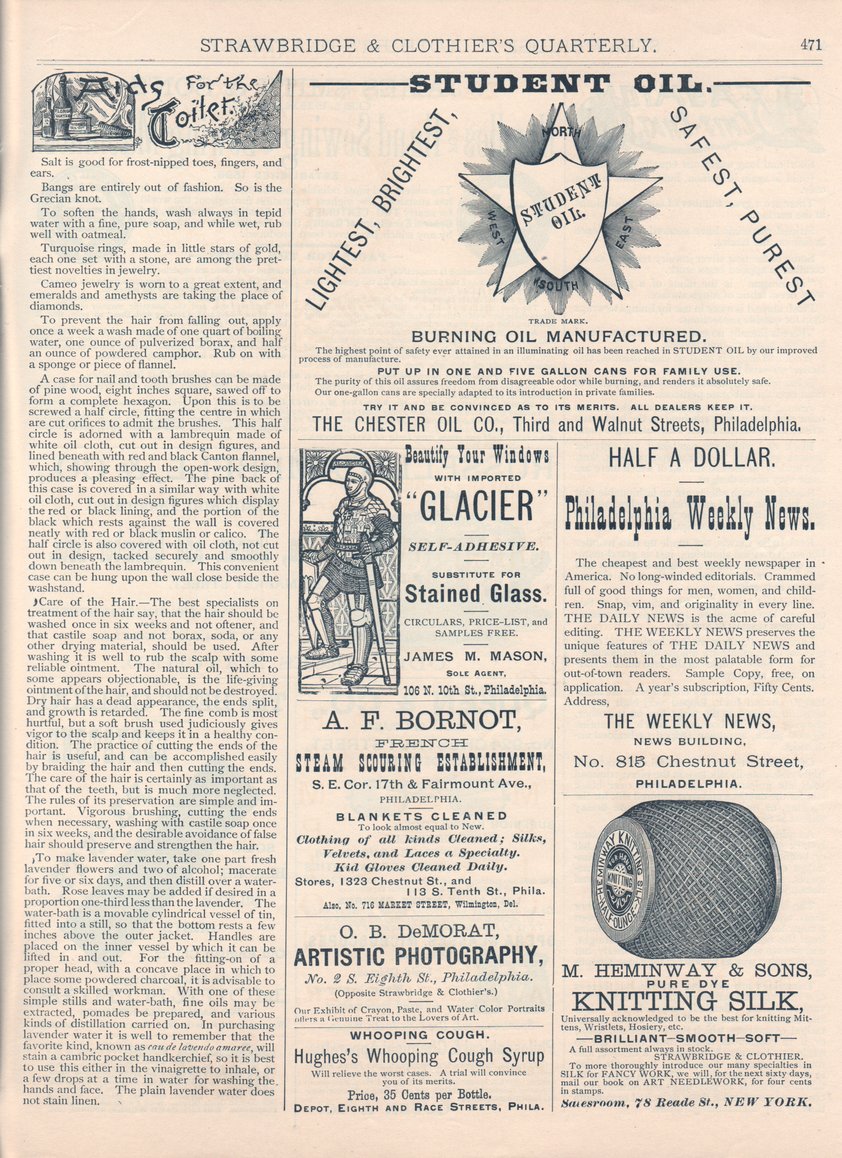 STRAWBRIDGE & CLOTHIER'S QUARTERLY.
471
Aids for the
Toilet.
Salt is good for frost-nipped toes, fingers, and
ears.
Bangs are entirely out of fashion. So is the
Grecian knot.
To soften the hands, wash always in tepid
water with a fine, pure soap, and while wet, rub
well with oatmeal.
Turquoise rings, made in little stars of gold,
each one set with a stone, are among the pret-
tiest novelties in jewelry.
Cameo jewelry is worn to a great extent, and
emeralds and amethysts are taking the place of
diamonds.
To prevent the hair from falling out, apply
once a week a wash made of one quart of boiling
water, one ounce of pulverized borax, and half
an ounce of powdered camphor. Rub on with
a sponge or piece of flannel.
A case for nail and tooth brushes can be made
of pine wood, eight inches square, sawed off to
form a complete hexagon. Upon this is to be
screwed a half circle, fitting the centre in which
are cut orifices to admit the brushes. This half
circle is adorned with a lambrequin made of
white oil cloth, cut out in design figures, and
lined beneath with red and black Canton flannel,
which, showing through the open-work design,
produces a pleasing effect. The pine back of
this case is covered in a similar way with white
oil cloth, cut out in design figures which display
the red or black lining, and the portion of the
black which rests against the wall is covered
neatly with red or black muslin or calico. The
half circle is also covered with oil cloth, not cut
out in design, tacked securely and smoothly
down beneath the lambrequin. This convenient
case can be hung upon the wall close beside the
washstand.
Care of the Hair.—The best specialists on
treatment of the hair say, that the hair should be
washed once in six weeks and not oftener, and
that castile soap and not borax, soda, or any
other drying material, should be used. After
washing it is well to rub the scalp with some
reliable ointment. The natural oil, which to
some appears objectionable, is the life-giving
ointment of the hair, and should not be destroyed.
Dry hair has a dead appearance, the ends split,
and growth is retarded. The fine comb is most
hurtful, but a soft brush used judiciously gives
vigor to the scalp and keeps it in a healthy con-
dition. The practice of cutting the ends of the
hair is useful, and can be accomplished easily
by braiding the hair and then cutting the ends.
The care of the hair is certainly as important as
that of the teeth, but is much more neglected.
The rules of its preservation are simple and im-
portant. Vigorous brushing, cutting the ends
when necessary, washing with castile soap once
in six weeks, and the desirable avoidance of false
hair should preserve and strengthen the hair.
To make lavender water, take one part fresh
lavender flowers and two of alcohol; macerate
for five or six days, and then distill over a water-
bath. Rose leaves may be added if desired in a
proportion one-third less than the lavender. The
water-bath is a movable cylindrical vessel of tin,
fitted into a still, so that the bottom rests a few
inches above the outer jacket. Handles are
placed on the inner vessel by which it can be
lifted in and out. For the fitting-on of a
proper head, with a concave place in which to
place some powdered charcoal, it is advisable to
consult a skilled workman. With one of these
simple stills and water-bath, fine oils may be
extracted, pomades be prepared, and various
kinds of distillation carried on. In purchasing
lavender water it is well to remember that the
favorite kind, known as eau de lavendo amaree, will
stain a cambric pocket handkerchief, so it is best
to use this either in the vinaigrette to inhale, or
a few drops at a time in water for washing the
hands and face. The plain lavender water does
not stain linen.
STUDENT OIL.
LIGHTEST, BRIGHTEST,
SAFEST, PUREST
NORTH
STUDENT
OIL.
WEST
EAST
SOUTH
TRADE MARK.
BURNING OIL MANUFACTURED.
The highest point of safety ever attained in an illuminating oil has been reached in STUDENT OIL by our improved
process of manufacture.
PUT UP IN ONE AND FIVE GALLON CANS FOR FAMILY USE.
The purity of this oil assures freedom from disagreeable odor while burning, and renders it absolutely safe.
Our one-gallon cans are specially adapted to its introduction in private families.
TRY IT AND BE CONVINCED AS TO ITS MERITS. ALL DEALERS KEEP IT.
THE CHESTER OIL CO., Third and Walnut Streets, Philadelphia.
Beautify Your Windows
WITH IMPORTED
"GLACIER"
SELF-ADHESIVE.
SUBSTITUTE FOR
Stained Glass.
CIRCULARS, PRICE-LIST, and
SAMPLES FREE.
JAMES M. MASON,
SOLE AGENT,
106 N. 10th St., Philadelphia.
A. F. BORNOT,
FRENCH
STEAM SCOURING ESTABLISHMENT,
S. E. Cor. 17th & Fairmount Ave.,
PHILADELPHIA.
BLANKETS CLEANED
To look almost equal to New.
Clothing of all kinds Cleaned; Silks,
Velvets, and Laces a Specialty.
Kid Gloves Cleaned Daily.
Stores, 1323 Chestnut St., and
113 S. Tenth St., Phila.
Also, No. 716 MARKET STREET, Wilmington, Del.
O. B. DeMORAT,
ARTISTIC PHOTOGRAPHY,
No. 2 S. Eighth St., Philadelphia.
(Opposite Strawbridge & Clothier's.)
Our Exhibit of Crayon, Paste, and Water Color Portraits
offers a Genuine Treat to the Lovers of Art.
WHOOPING COUGH.
Hughes's Whooping Cough Syrup
Will relieve the worst cases. A trial will convince
you of its merits.
Price, 35 Cents per Bottle.
DEPOT, EIGHTH AND RACE STREETS, PHILA.
HALF A DOLLAR.
Philadelphia Weekly News.
The cheapest and best weekly newspaper in
America. No long-winded editorials. Crammed
full of good things for men, women, and child-
ren. Snap, vim, and originality in every line.
THE DAILY NEWS is the acme of careful
editing. THE WEEKLY NEWS preserves the
unique features of THE DAILY NEWS and
presents them in the most palatable form for
out-of-town readers. Sample Copy, free, on
application. A year's subscription, Fifty Cents.
Address,
THE WEEKLY NEWS,
NEWS BUILDING,
No. 815 Chestnut Street,
PHILADELPHIA.
HEMINWAY KNITTING SILK
KNITTING
HALF OUNCE
M. HEMINWAY & SONS,
PURE DYE
KNITTING SILK,
Universally acknowledged to be the best for knitting Mit-
tens, Wristlets, Hosiery, etc.
—BRILLIANT—SMOOTH—SOFT—
A full assortment always in stock.
STRAWBRIDGE & CLOTHIER.
To more thoroughly introduce our many specialties in
SILK for FANCY WORK, we will, for the next sixty days,
mail our book on ART NEEDLEWORK, for four cents
in stamps.
Salesroom, 78 Reade St., NEW YORK.